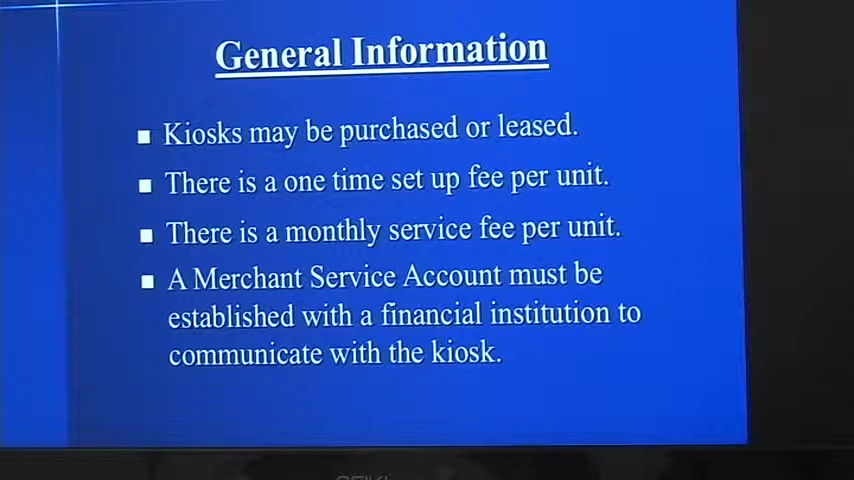 General Information
■ Kiosks may be purchased or leased.
■ There is a one time set up fee per unit.
■ There is a monthly service fee per unit.
■ A Merchant Service Account must be
established with a financial institution to
communicate with the kiosk.